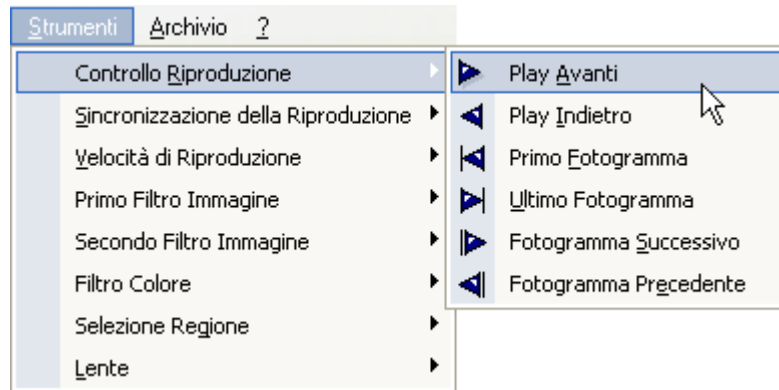 Strumenti Archivio ?
Controllo Riproduzione
Sincronizzazione della Riproduzione
Velocità di Riproduzione
Primo Filtro Immagine
Secondo Filtro Immagine
Filtro Colore
Selezione Regione
Lente
Play Avanti
Play Indietro
Primo Fotogramma
Ultimo Fotogramma
Fotogramma Successivo
Fotogramma Precedente